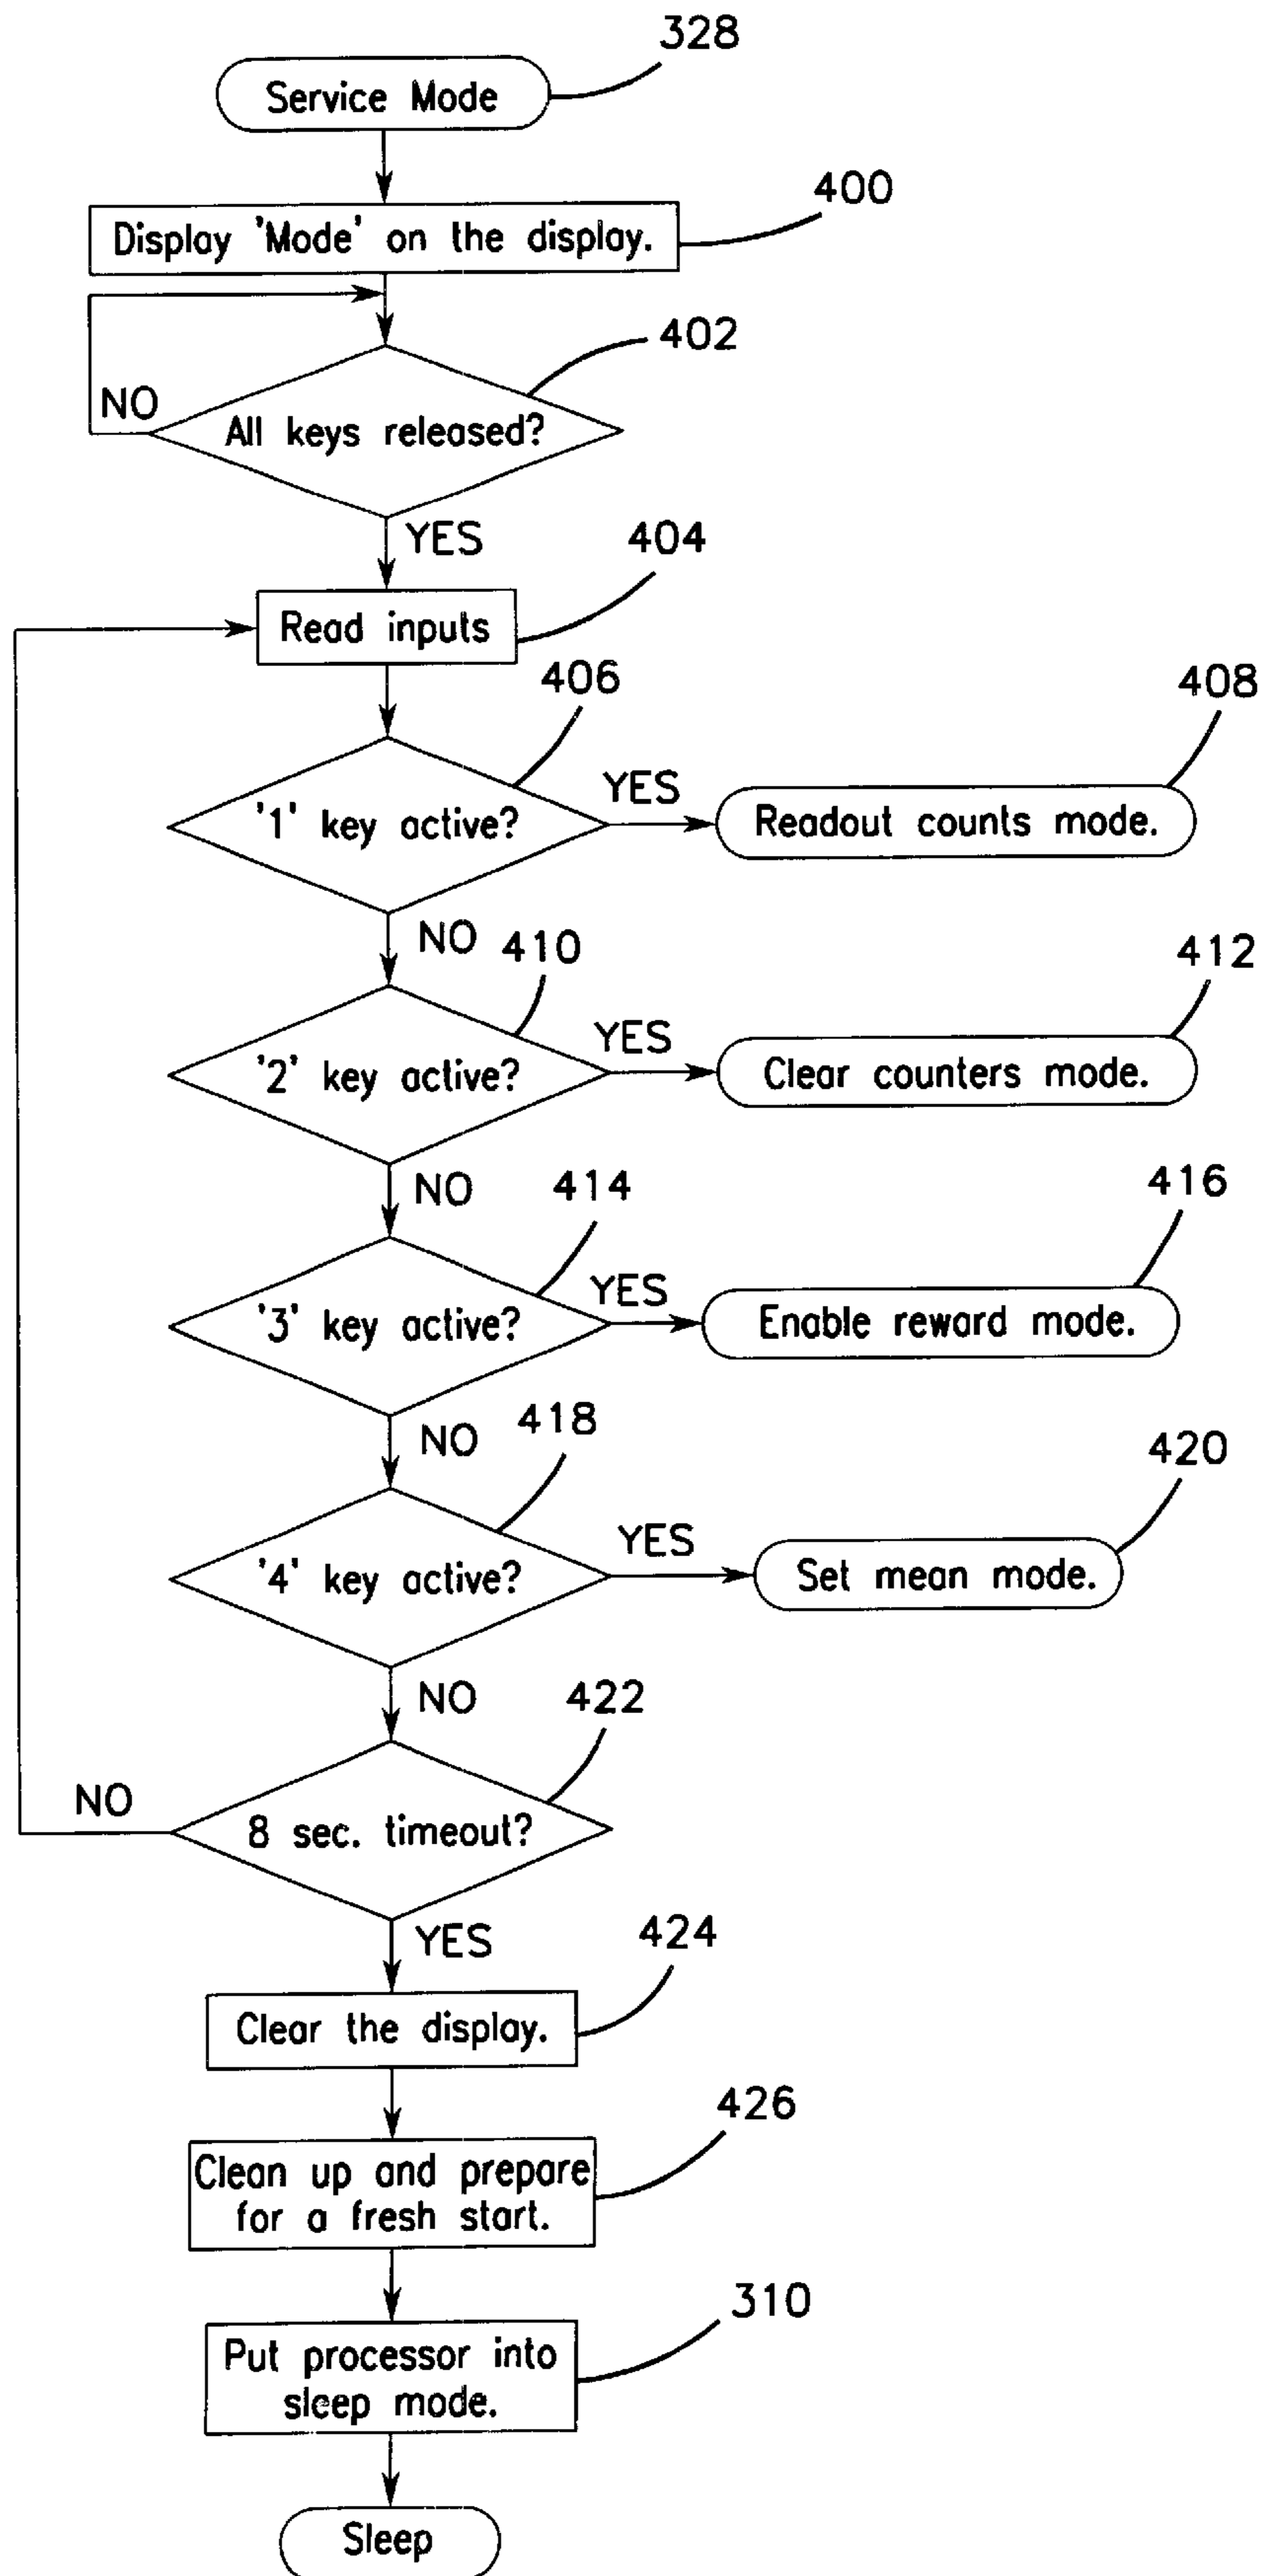 328
Service Mode
400
Display 'Mode' on the display.
402
NO
All keys released?
YES
404
Read inputs
406
408
'1' key active?
YES
Readout counts mode.
NO
410
412
'2' key active?
YES
Clear counters mode.
NO
414
416
'3' key active?
YES
Enable reward mode.
NO
418
420
'4' key active?
YES
Set mean mode.
NO
422
NO
8 sec. timeout?
YES
424
Clear the display.
426
Clean up and prepare
for a fresh start.
310
Put processor into
sleep mode.
Sleep